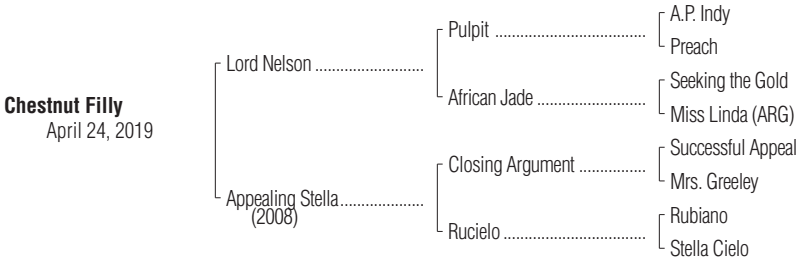 A.P. Indy
Pulpit ....................................
Preach
Lord Nelson ..........................
Seeking the Gold
African Jade ..........................
Miss Linda (ARG)
Chestnut Filly
April 24, 2019
Successful Appeal
Closing Argument ................
Mrs. Greeley
Appealing Stella....................
(2008)
Rubiano
Rucielo ..................................
Stella Cielo